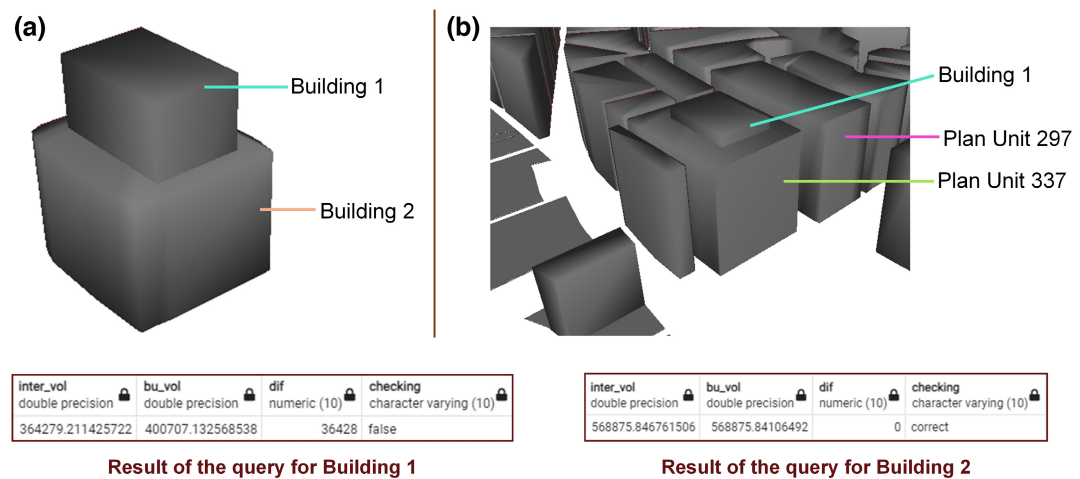 (a)
Building 1
Building 2
(b)
Building 1
Plan Unit 297
Plan Unit 337
inter_vol bu_vol dif checking
double precision double precision numeric (10) character varying (10)
364279.211425722 400707.132568538 36428 false
Result of the query for Building 1
inter_vol bu_vol dif checking
double precision double precision numeric (10) character varying (10)
568875.846761506 568875.84106492 0 correct
Result of the query for Building 2